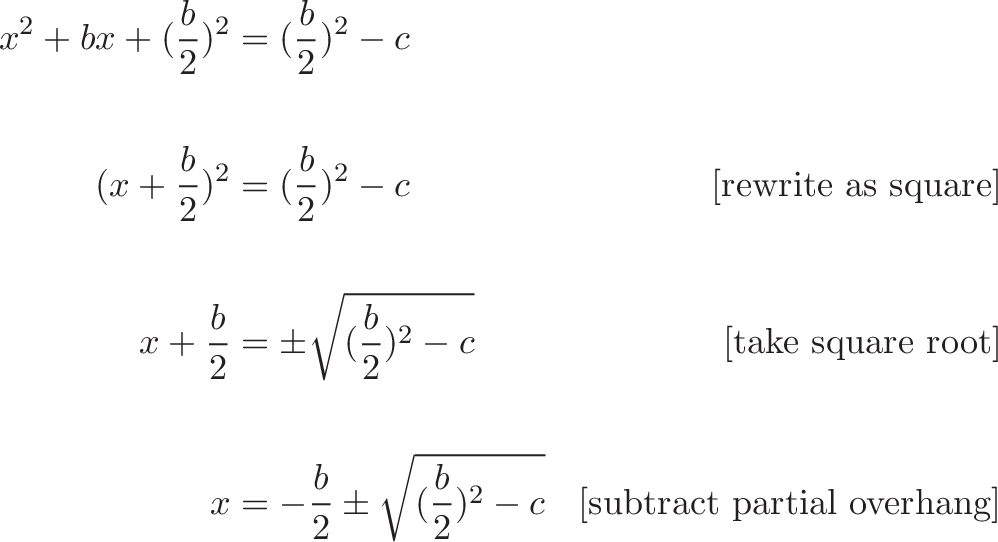 x² + bx + (b/2)² = (b/2)² − c
(x + b/2)² = (b/2)² − c [rewrite as square]
x + b/2 = ±√((b/2)² − c) [take square root]
x = −b/2 ± √((b/2)² − c) [subtract partial overhang]